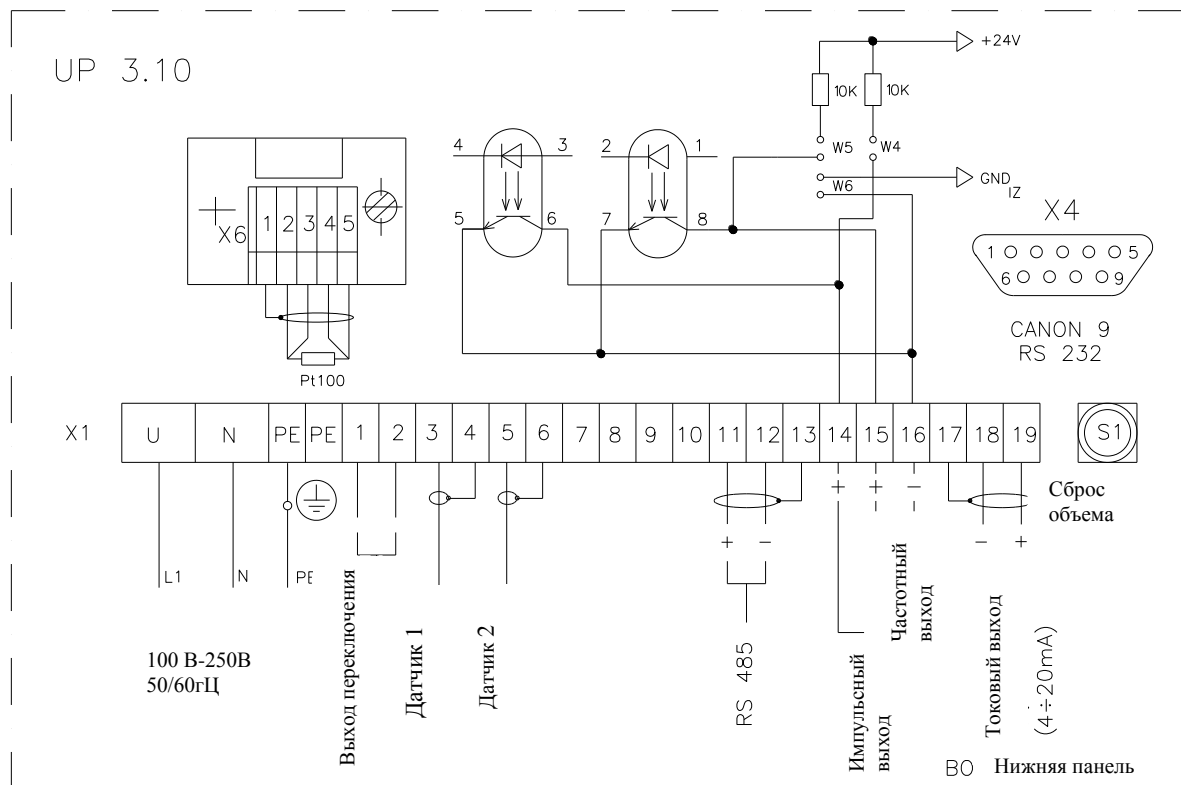 UP 3.10
+24V
10K 10K
W5 W4
W6
GND
IZ
4 3 2 1
5 6 7 8
X6 1 2 3 4 5
Pt100
X4
1 5
6 9
CANON 9
RS 232
X1 U N PE PE 1 2 3 4 5 6 7 8 9 10 11 12 13 14 15 16 17 18 19 S1
Сброс
объема
+ + −
+ −
− +
L1 N PE
100 В-250В
50/60гЦ
Выход переключения
Датчик 1
Датчик 2
RS 485
Импульсный
выход
Частотный
выход
Токовый выход
(4÷20mA)
B0 Нижняя панель